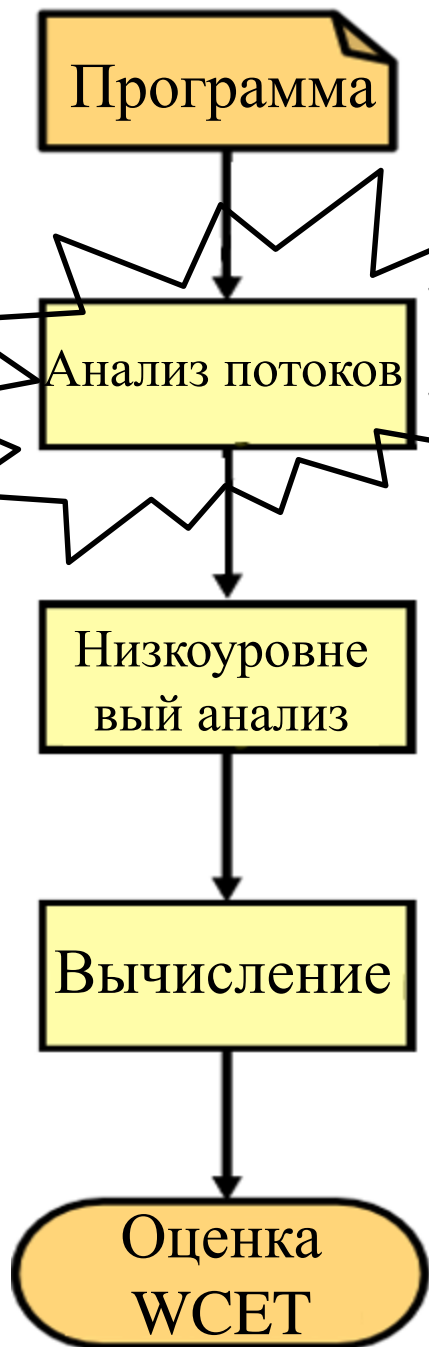 Программа
Анализ потоков
Низкоуровне
вый анализ
Вычисление
Оценка
WCET